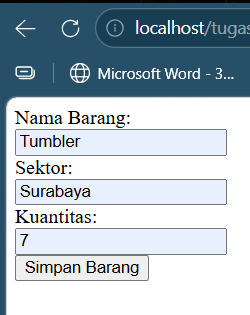 localhost/tugas
Microsoft Word - 3...
Nama Barang:
Tumbler
Sektor:
Surabaya
Kuantitas:
7
Simpan Barang